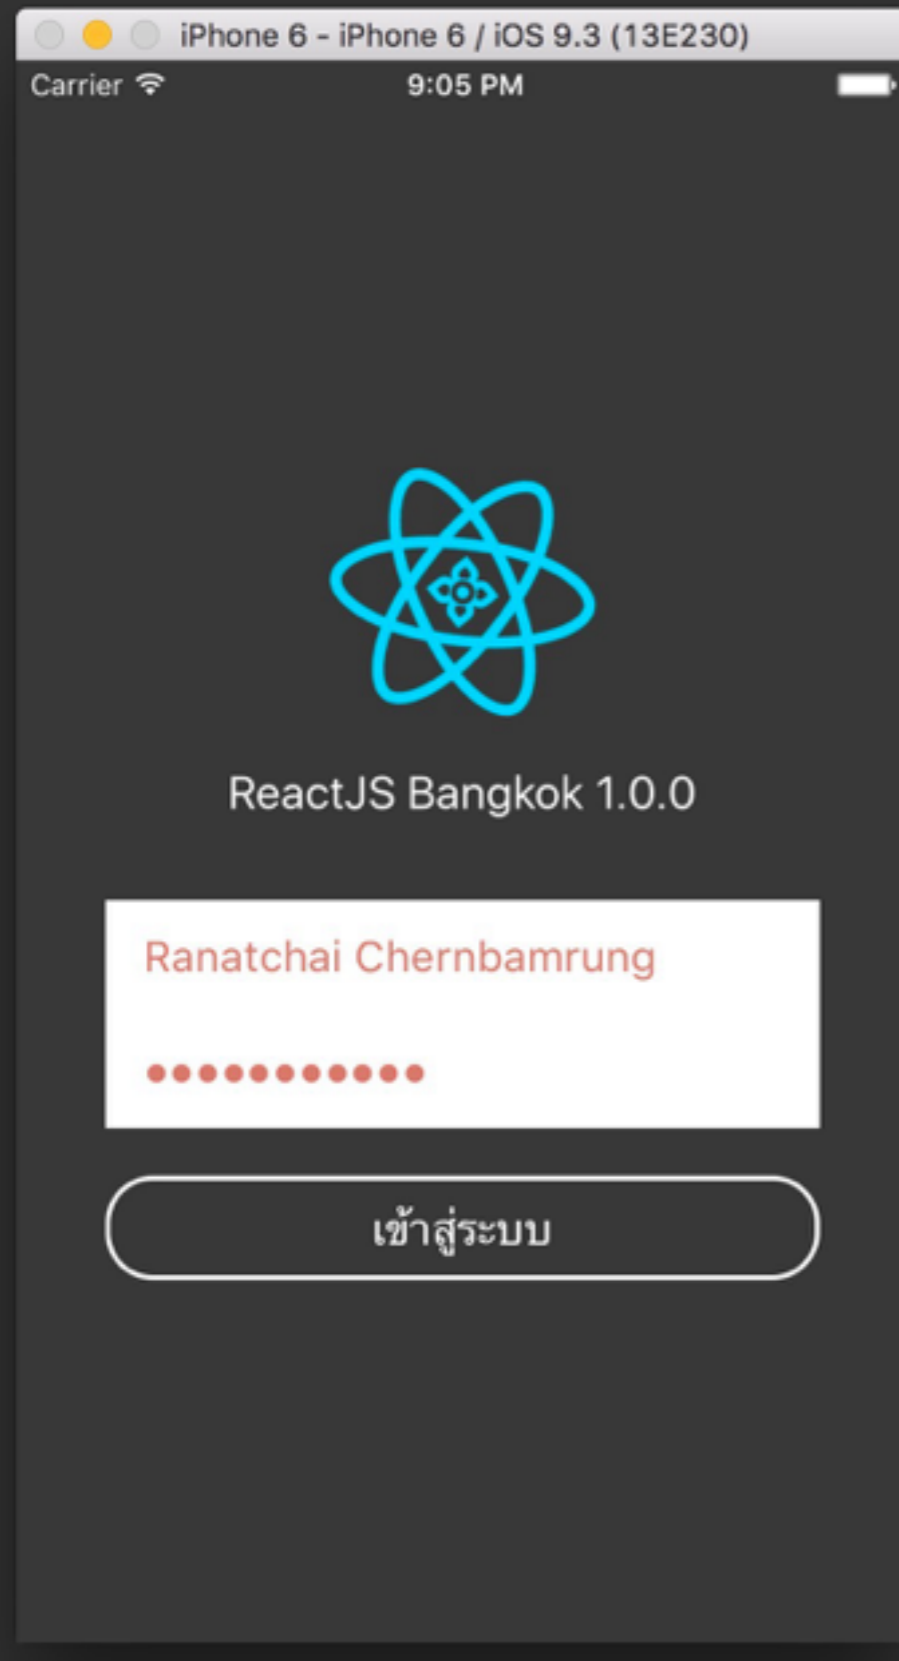 iPhone 6 - iPhone 6 / iOS 9.3 (13E230)
Carrier 9:05 PM
ReactJS Bangkok 1.0.0
Ranatchai Chernbamrung
•••••••••••
เข้าสู่ระบบ